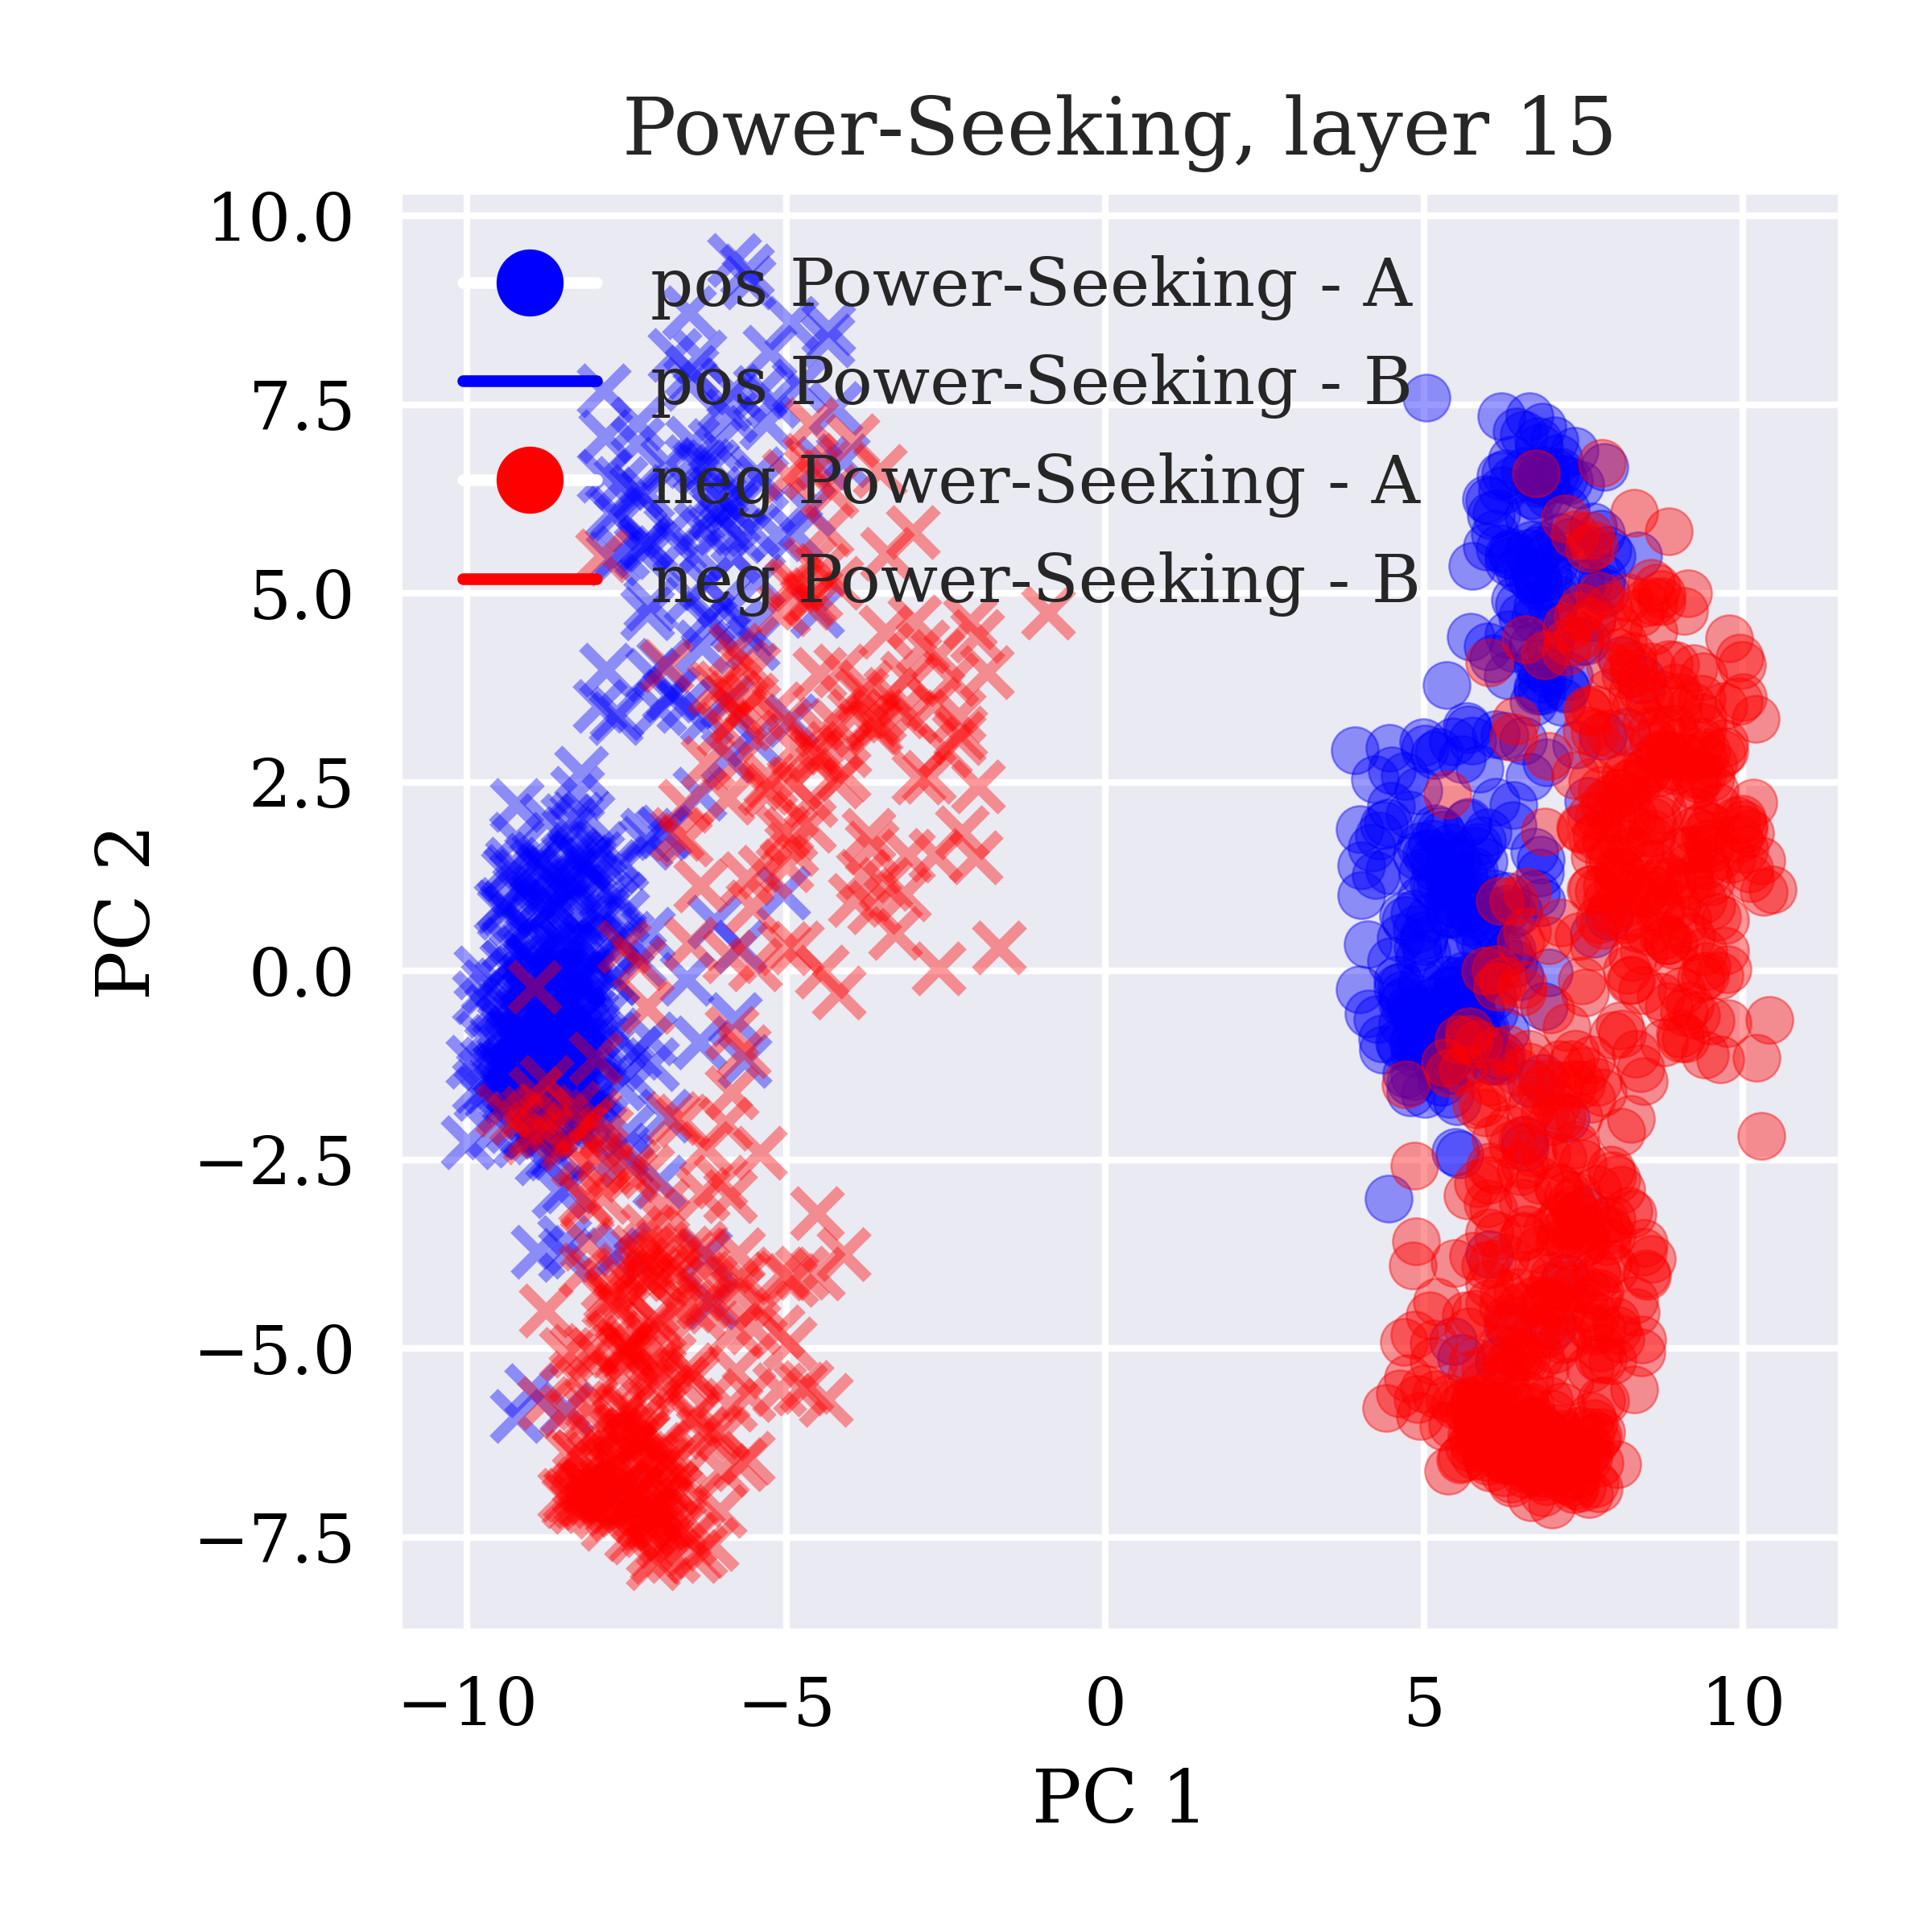 Power-Seeking, layer 15
10.0
7.5
5.0
2.5
0.0
−2.5
−5.0
−7.5
PC 2
pos Power-Seeking - A
pos Power-Seeking - B
neg Power-Seeking - A
neg Power-Seeking - B
−10 −5 0 5 10
PC 1